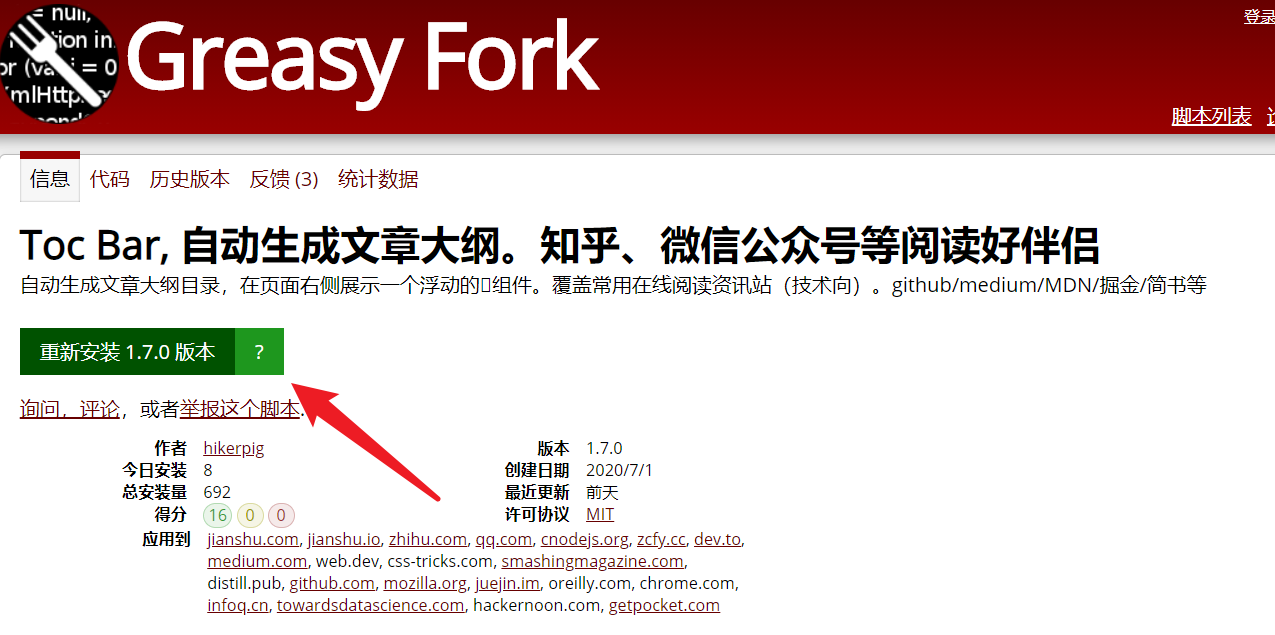 = null,
tion in
or (va i = 0
mlHttp
Greasy Fork
登录
脚本列表
信息 代码 历史版本 反馈 (3) 统计数据
Toc Bar, 自动生成文章大纲。知乎、微信公众号等阅读好伴侣
自动生成文章大纲目录，在页面右侧展示一个浮动的▯组件。覆盖常用在线阅读资讯站（技术向）。github/medium/MDN/掘金/简书等
重新安装 1.7.0 版本 ?
询问，评论，或者举报这个脚本.
作者 hikerpig 版本 1.7.0
今日安装 8 创建日期 2020/7/1
总安装量 692 最近更新 前天
得分 16 0 0 许可协议 MIT
应用到 jianshu.com, jianshu.io, zhihu.com, qq.com, cnodejs.org, zcfy.cc, dev.to,
medium.com, web.dev, css-tricks.com, smashingmagazine.com,
distill.pub, github.com, mozilla.org, juejin.im, oreilly.com, chrome.com,
infoq.cn, towardsdatascience.com, hackernoon.com, getpocket.com